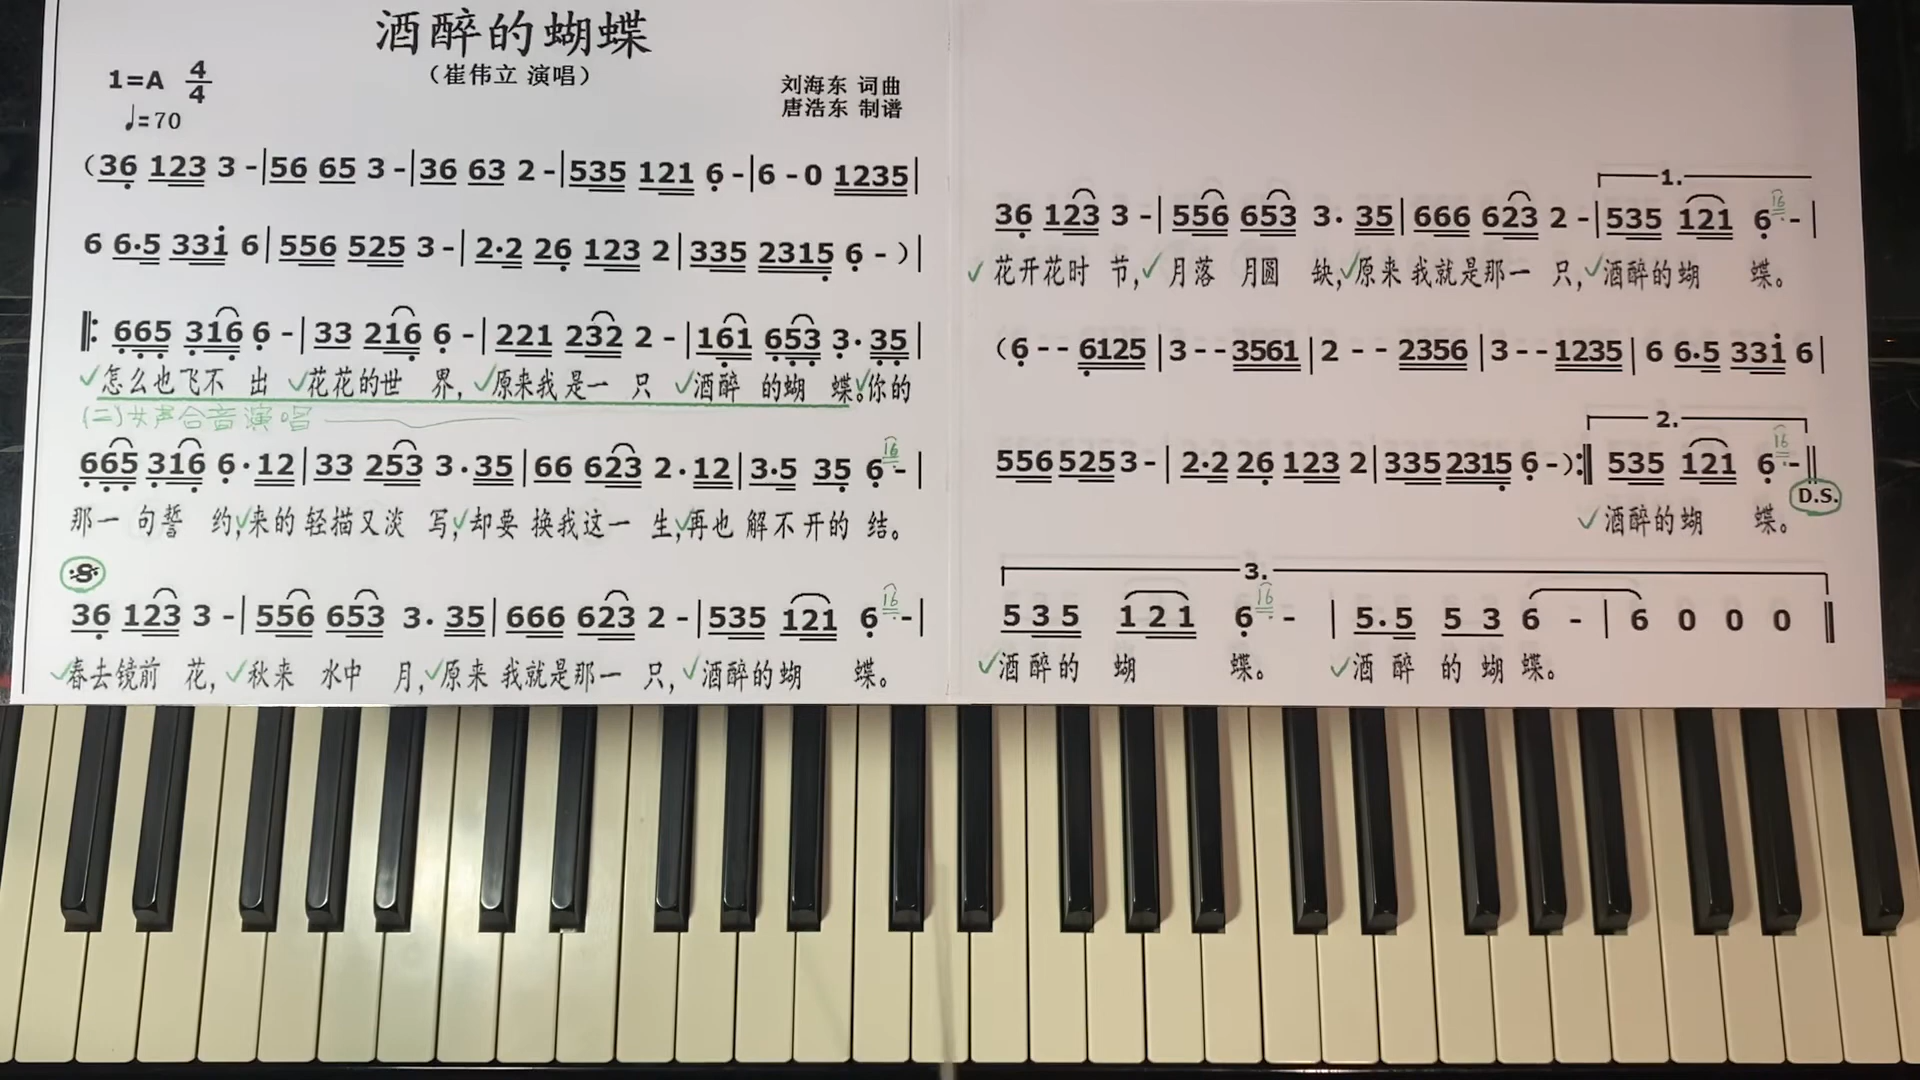 酒醉的蝴蝶
（崔伟立 演唱）
1=A 4/4
♩=70
刘海东 词曲
唐浩东 制谱
（36 123 3 -|56 65 3 -|36 63 2 -|535 121 6 -|6 - 0 1235|
6 6·5 331 6|556 525 3 -|2·2 26 123 2|335 2315 6 - ）|
‖: 665 316 6 -|33 216 6 -|221 232 2 -|161 653 3·35|
✓怎么也飞不 出 ✓花花的世 界,✓原来我是一 只 ✓酒醉 的蝴 蝶。✓你的
(二)女声合音演唱
665 316 6·12|33 253 3·35|66 623 2·12|3·5 35 6 16 -|
那一 句誓 约,✓来的 轻描又淡 写,✓却要 换我这一 生,✓再也 解不开的 结。
𝄋
36 123 3 -|556 653 3· 35|666 623 2 -|535 121 6 16 -|
✓春去镜前 花,✓秋来 水中 月,✓原来 我就是那一 只,✓酒醉的蝴 蝶。
1.
36 123 3 -|556 653 3· 35|666 623 2 -|535 121 6 16 -|
✓花开花时 节,✓月落 月圆 缺,✓原来 我就是那一 只,✓酒醉的蝴 蝶。
（6 - - 6125|3 - - 3561|2 - - 2356|3 - - 1235|6 6·5 331 6|
2.
556 525 3 -|2·2 26 123 2|335 2315 6 -）:‖ 535 121 6 16 -‖
D.S.
✓酒醉的蝴 蝶。
3.
5 3 5 1 2 1 6 16 -|5.5 5 3 6 -|6 0 0 0‖
✓酒醉的 蝴 蝶。 ✓酒 醉 的 蝴 蝶。